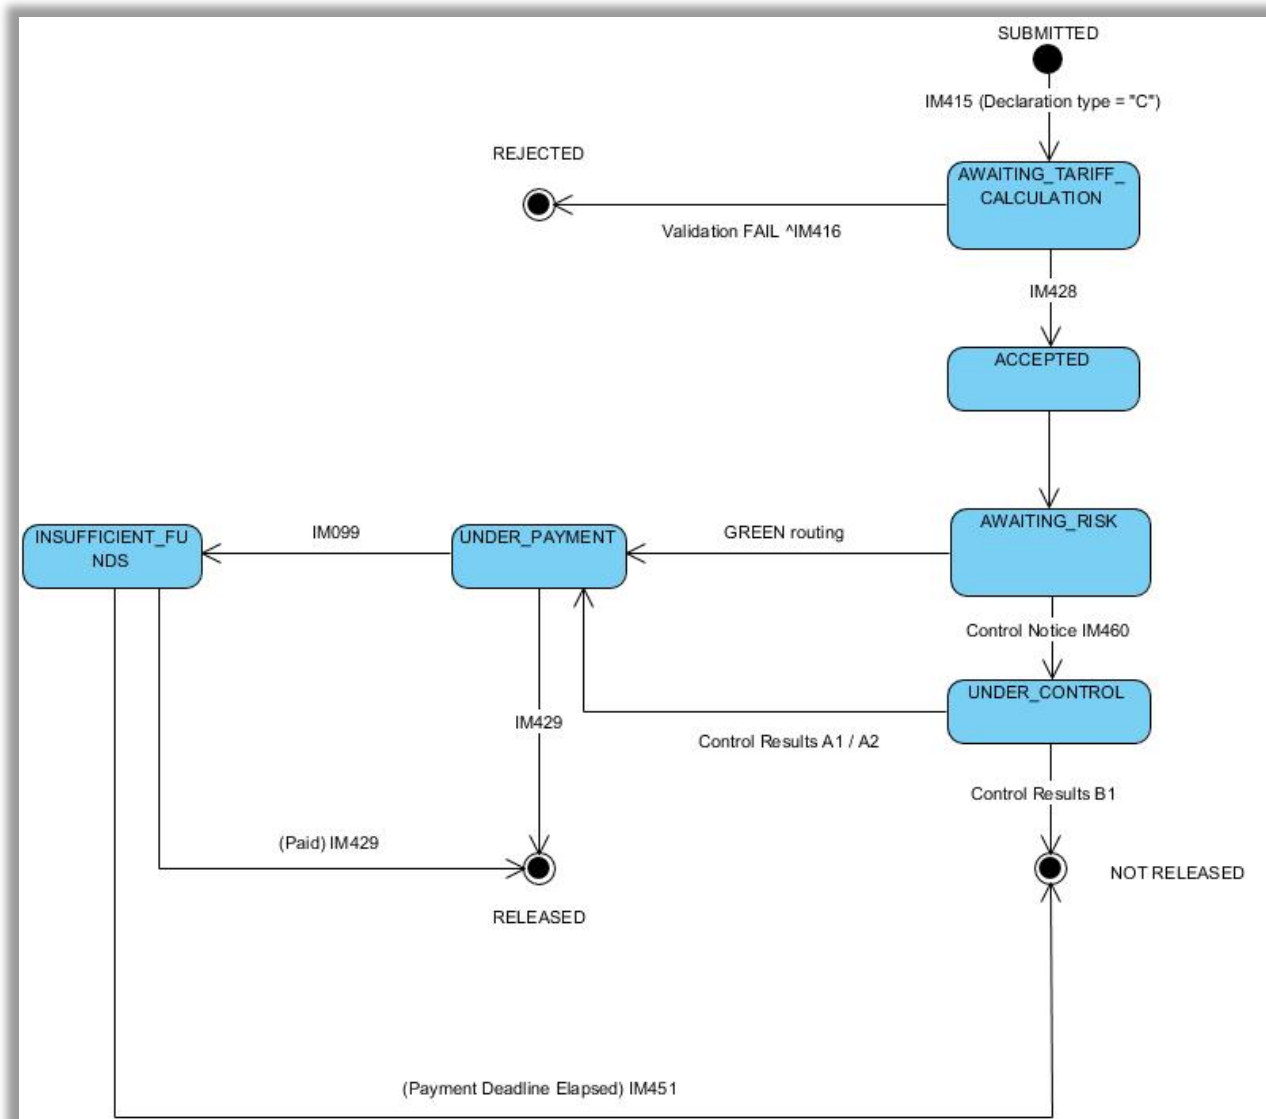 SUBMITTED
IM415 (Declaration type = "C")
REJECTED
AWAITING_TARIFF_
CALCULATION
Validation FAIL ^IM416
IM428
ACCEPTED
INSUFFICIENT_FU
NDS
IM099
UNDER_PAYMENT
GREEN routing
AWAITING_RISK
Control Notice IM460
UNDER_CONTROL
IM429
Control Results A1 / A2
Control Results B1
(Paid) IM429
NOT RELEASED
RELEASED
(Payment Deadline Elapsed) IM451